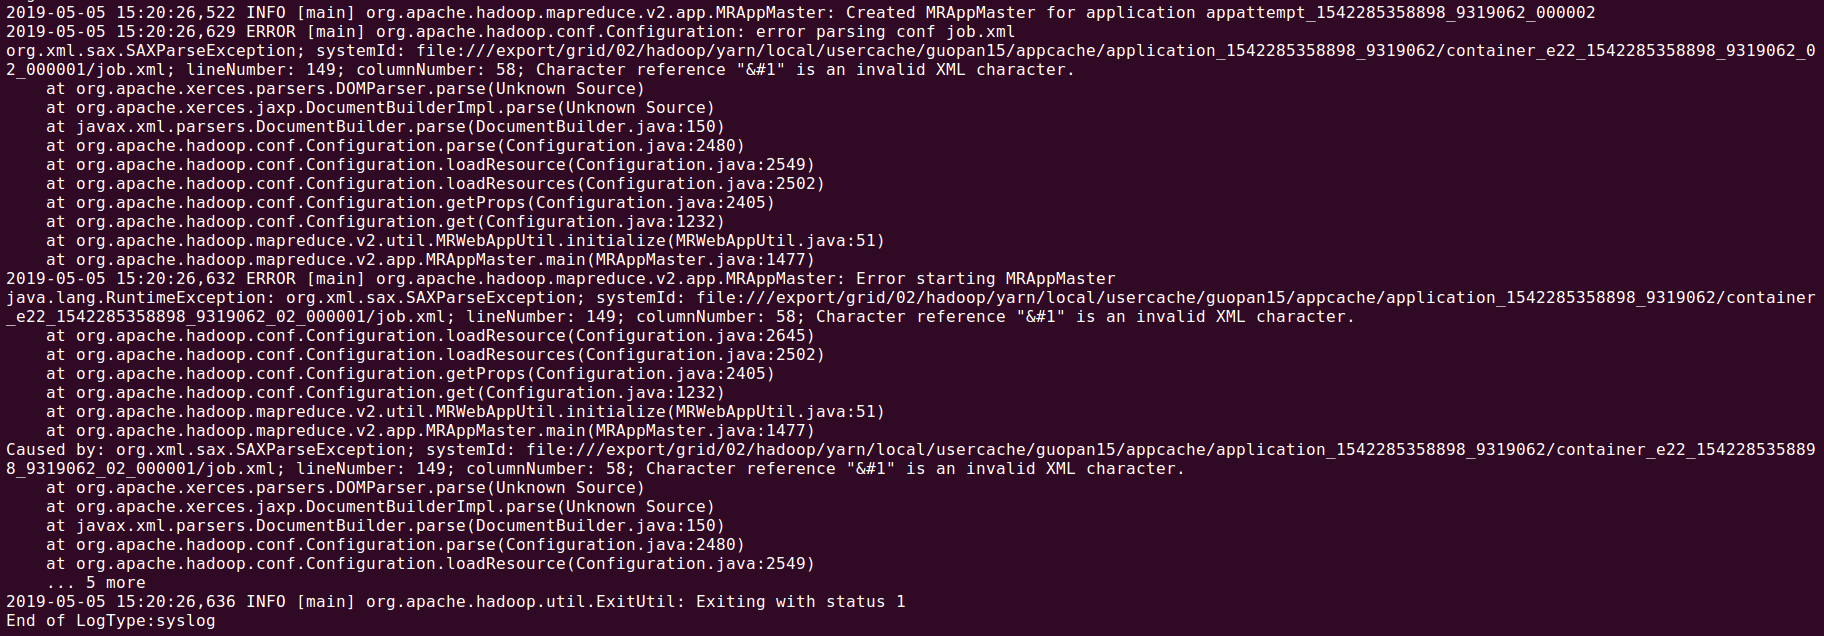 2019-05-05 15:20:26,522 INFO [main] org.apache.hadoop.mapreduce.v2.app.MRAppMaster: Created MRAppMaster for application appattempt_1542285358898_9319062_000002
2019-05-05 15:20:26,629 ERROR [main] org.apache.hadoop.conf.Configuration: error parsing conf job.xml
org.xml.sax.SAXParseException; systemId: file:///export/grid/02/hadoop/yarn/local/usercache/guopan15/appcache/application_1542285358898_9319062/container_e22_1542285358898_9319062_0
2_000001/job.xml; lineNumber: 149; columnNumber: 58; Character reference "&#1" is an invalid XML character.
    at org.apache.xerces.parsers.DOMParser.parse(Unknown Source)
    at org.apache.xerces.jaxp.DocumentBuilderImpl.parse(Unknown Source)
    at javax.xml.parsers.DocumentBuilder.parse(DocumentBuilder.java:150)
    at org.apache.hadoop.conf.Configuration.parse(Configuration.java:2480)
    at org.apache.hadoop.conf.Configuration.loadResource(Configuration.java:2549)
    at org.apache.hadoop.conf.Configuration.loadResources(Configuration.java:2502)
    at org.apache.hadoop.conf.Configuration.getProps(Configuration.java:2405)
    at org.apache.hadoop.conf.Configuration.get(Configuration.java:1232)
    at org.apache.hadoop.mapreduce.v2.util.MRWebAppUtil.initialize(MRWebAppUtil.java:51)
    at org.apache.hadoop.mapreduce.v2.app.MRAppMaster.main(MRAppMaster.java:1477)
2019-05-05 15:20:26,632 ERROR [main] org.apache.hadoop.mapreduce.v2.app.MRAppMaster: Error starting MRAppMaster
java.lang.RuntimeException: org.xml.sax.SAXParseException; systemId: file:///export/grid/02/hadoop/yarn/local/usercache/guopan15/appcache/application_1542285358898_9319062/container
_e22_1542285358898_9319062_02_000001/job.xml; lineNumber: 149; columnNumber: 58; Character reference "&#1" is an invalid XML character.
    at org.apache.hadoop.conf.Configuration.loadResource(Configuration.java:2645)
    at org.apache.hadoop.conf.Configuration.loadResources(Configuration.java:2502)
    at org.apache.hadoop.conf.Configuration.getProps(Configuration.java:2405)
    at org.apache.hadoop.conf.Configuration.get(Configuration.java:1232)
    at org.apache.hadoop.mapreduce.v2.util.MRWebAppUtil.initialize(MRWebAppUtil.java:51)
    at org.apache.hadoop.mapreduce.v2.app.MRAppMaster.main(MRAppMaster.java:1477)
Caused by: org.xml.sax.SAXParseException; systemId: file:///export/grid/02/hadoop/yarn/local/usercache/guopan15/appcache/application_1542285358898_9319062/container_e22_154228535889
8_9319062_02_000001/job.xml; lineNumber: 149; columnNumber: 58; Character reference "&#1" is an invalid XML character.
    at org.apache.xerces.parsers.DOMParser.parse(Unknown Source)
    at org.apache.xerces.jaxp.DocumentBuilderImpl.parse(Unknown Source)
    at javax.xml.parsers.DocumentBuilder.parse(DocumentBuilder.java:150)
    at org.apache.hadoop.conf.Configuration.parse(Configuration.java:2480)
    at org.apache.hadoop.conf.Configuration.loadResource(Configuration.java:2549)
    ... 5 more
2019-05-05 15:20:26,636 INFO [main] org.apache.hadoop.util.ExitUtil: Exiting with status 1
End of LogType:syslog